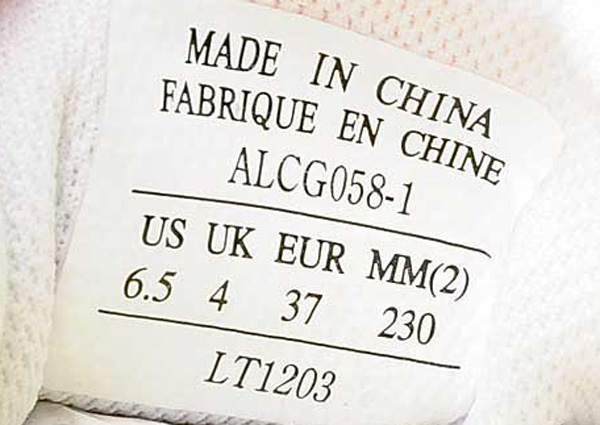 MADE IN CHINA
FABRIQUE EN CHINE
ALCG058-1
US UK EUR MM(2)
6.5 4 37 230
LT1203